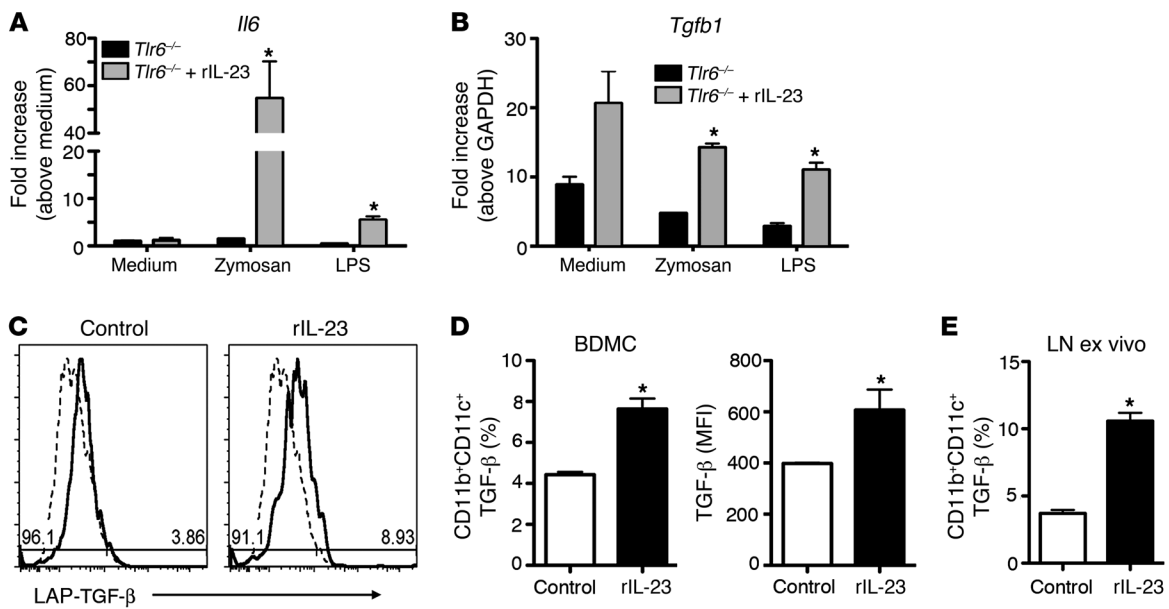 A
Il6
Fold increase
(above medium)
80
60
40
20
10
0
Tlr6–/–
Tlr6–/– + rIL-23
*
*
Medium Zymosan LPS
B
Tgfb1
Fold increase
(above GAPDH)
30
20
10
0
Tlr6–/–
Tlr6–/– + rIL-23
*
*
Medium Zymosan LPS
C
Control rIL-23
96.1 3.86
91.1 8.93
LAP-TGF-β
D
BDMC
CD11b+CD11c+
TGF-β (%)
10
8
6
4
2
0
*
Control rIL-23
TGF-β (MFI)
800
600
400
200
0
*
Control rIL-23
E
LN ex vivo
CD11b+CD11c+
TGF-β (%)
15
10
5
0
*
Control rIL-23